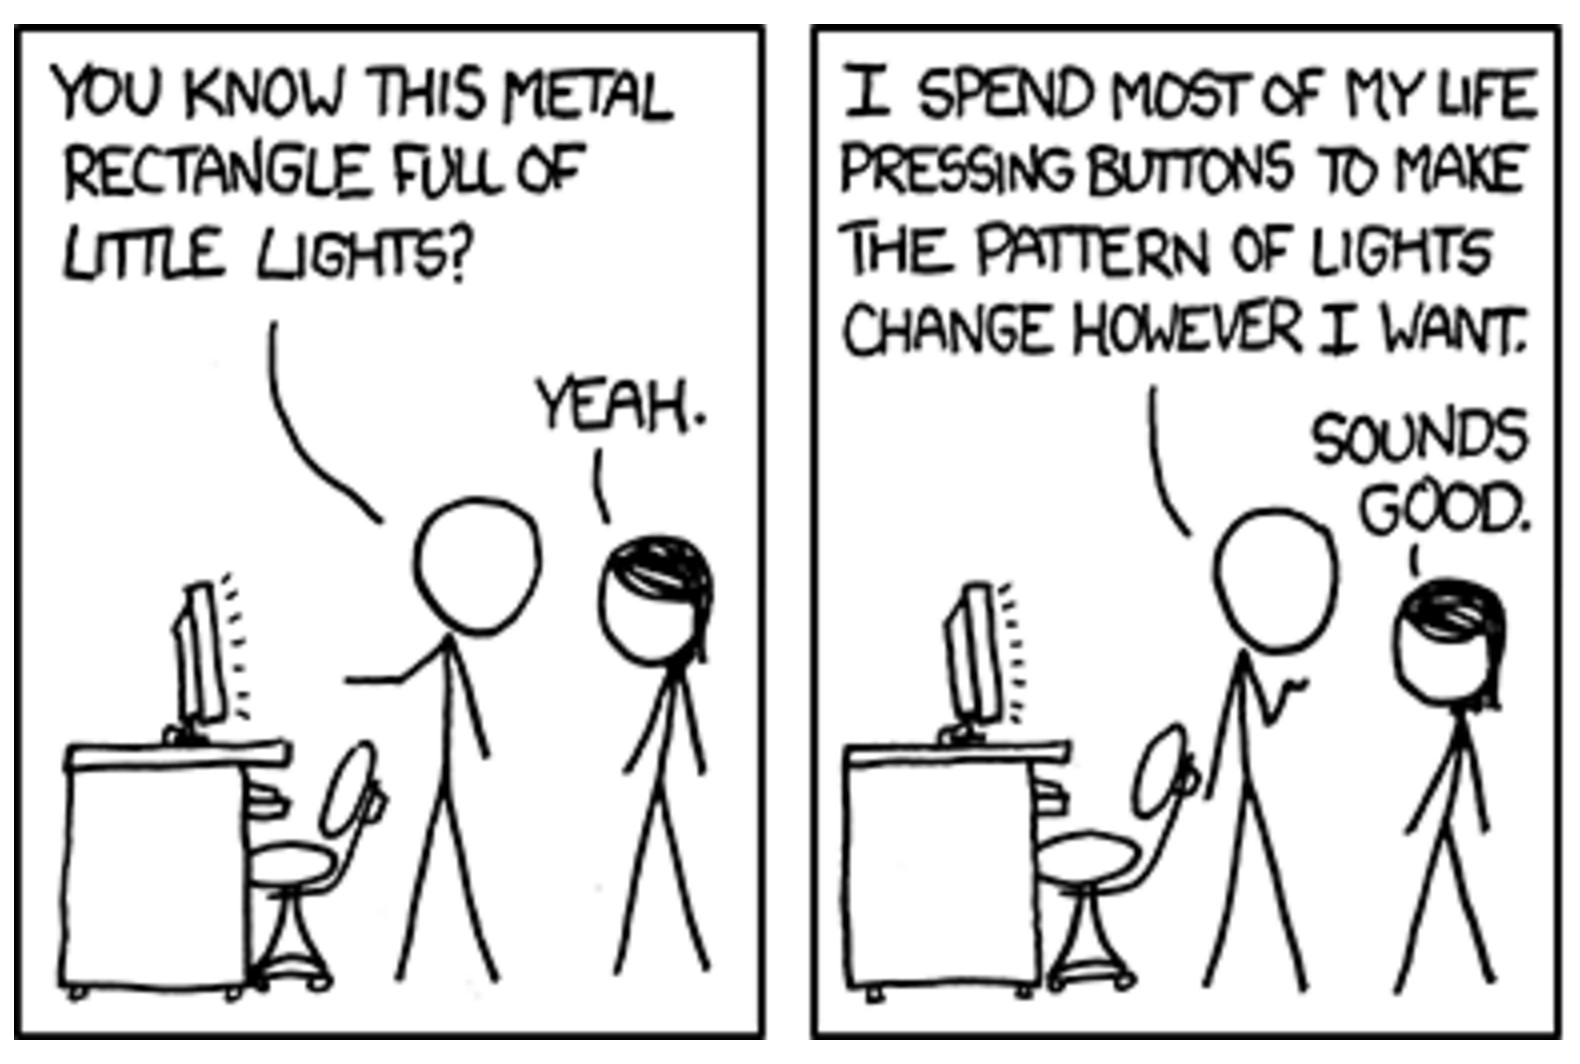 YOU KNOW THIS METAL
RECTANGLE FULL OF
LITTLE LIGHTS?
YEAH.
I SPEND MOST OF MY LIFE
PRESSING BUTTONS TO MAKE
THE PATTERN OF LIGHTS
CHANGE HOWEVER I WANT.
SOUNDS
GOOD.